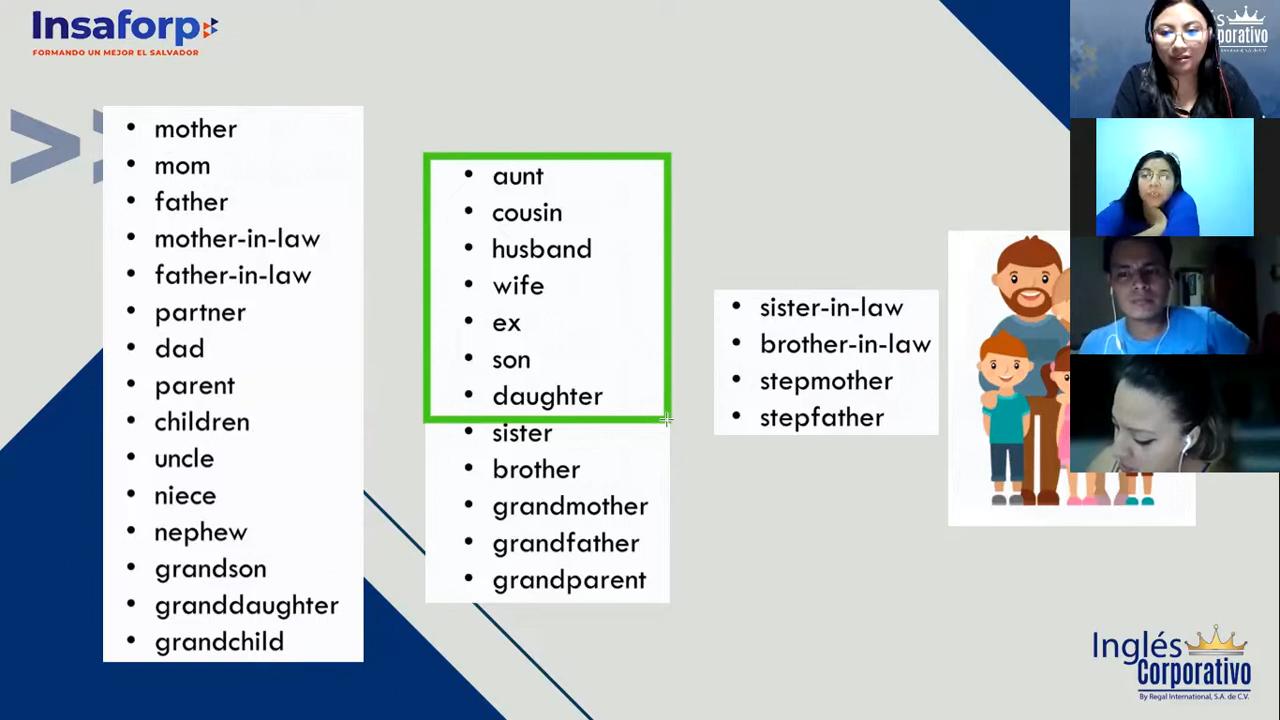 Insaforp
FORMANDO UN MEJOR EL SALVADOR
mother
mom
father
mother-in-law
father-in-law
partner
dad
parent
children
uncle
niece
nephew
grandson
granddaughter
grandchild
aunt
cousin
husband
wife
ex
son
daughter
sister
brother
grandmother
grandfather
grandparent
sister-in-law
brother-in-law
stepmother
stepfather
Inglés
Corporativo
By Regal International, S.A. de C.V.